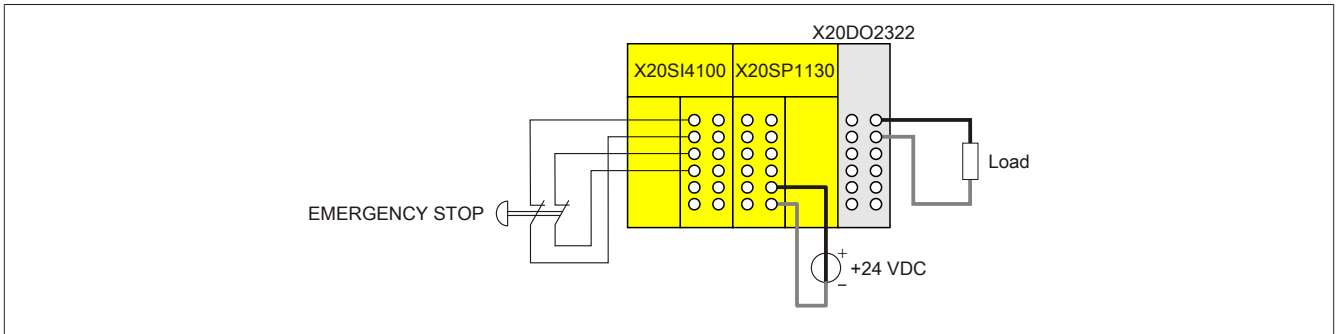 X20DO2322
X20SI4100 X20SP1130
Load
EMERGENCY STOP
+
+24 VDC
–